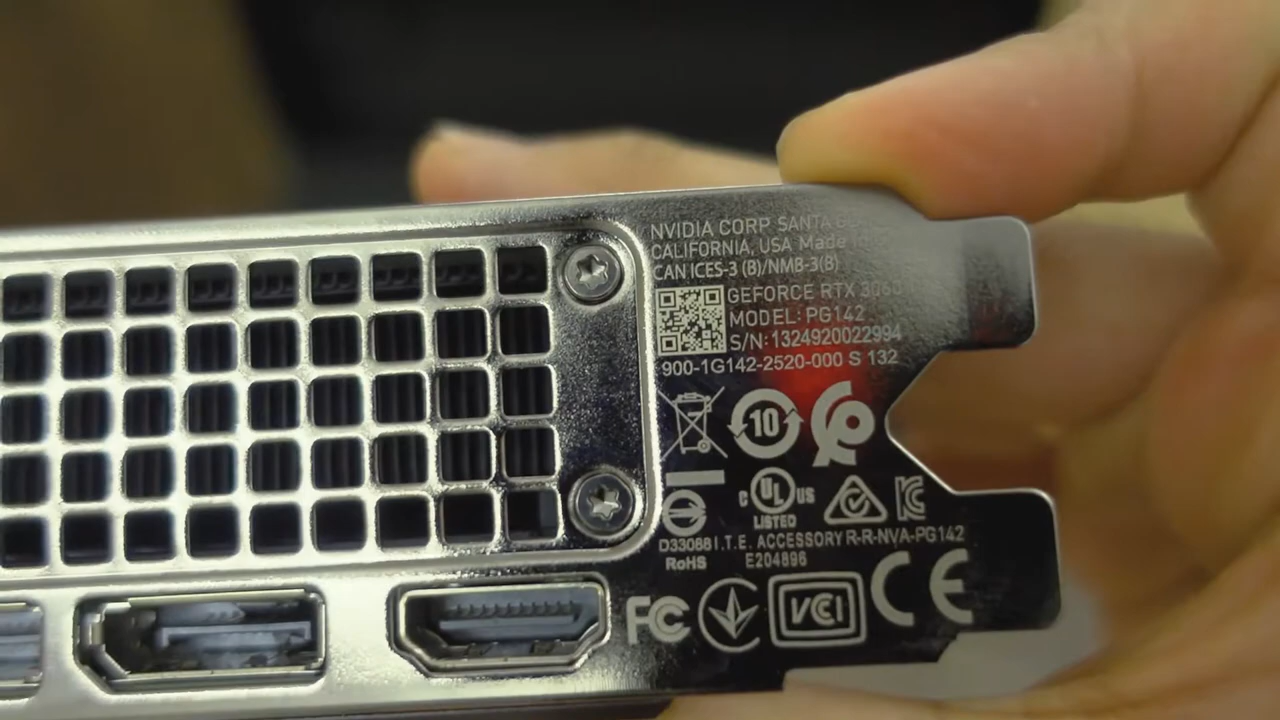 NVIDIA CORP SANTA
CALIFORNIA, USA Made
CAN ICES-3 (B)/NMB-3(B)
GEFORCE RTX 3060
MODEL: PG142
S/N: 1324920022994
900-1G142-2520-000 S 132
10
C UL US
LISTED
D33088 I.T.E. ACCESSORY R-R-NVA-PG142
RoHS E204896
FC VCCI CE